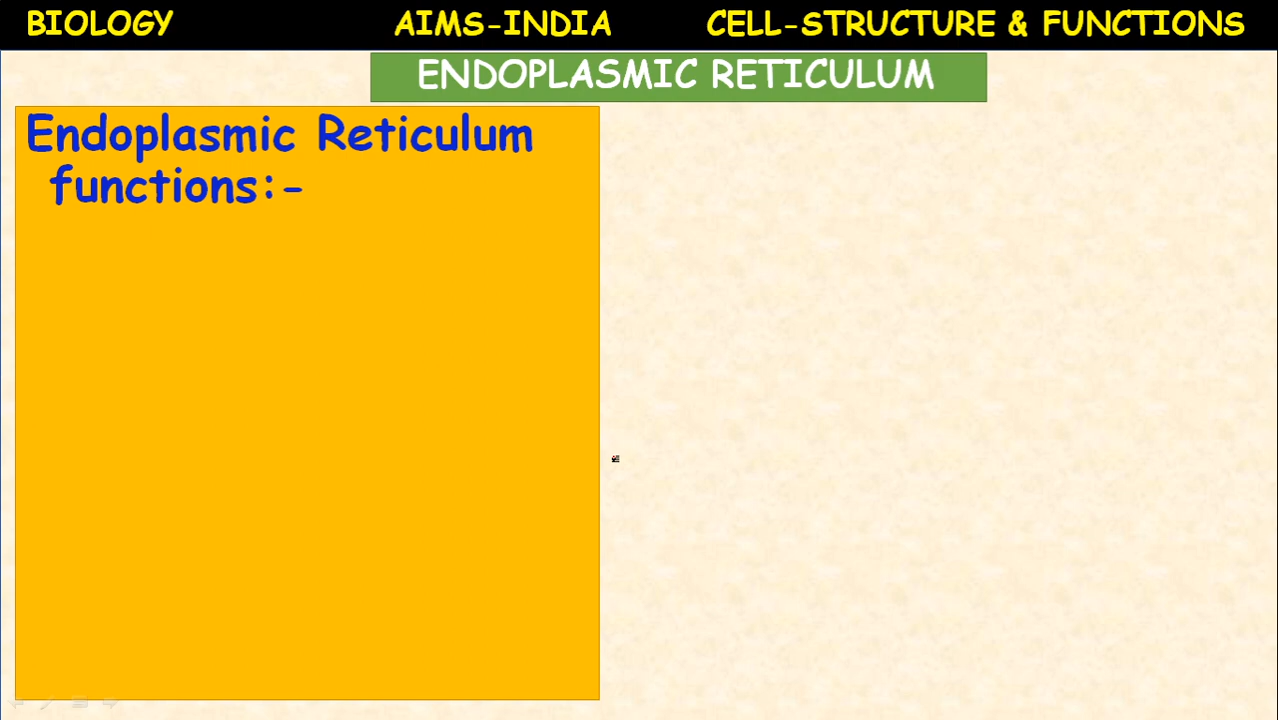 BIOLOGY AIMS-INDIA CELL-STRUCTURE & FUNCTIONS
ENDOPLASMIC RETICULUM
Endoplasmic Reticulum
functions:-